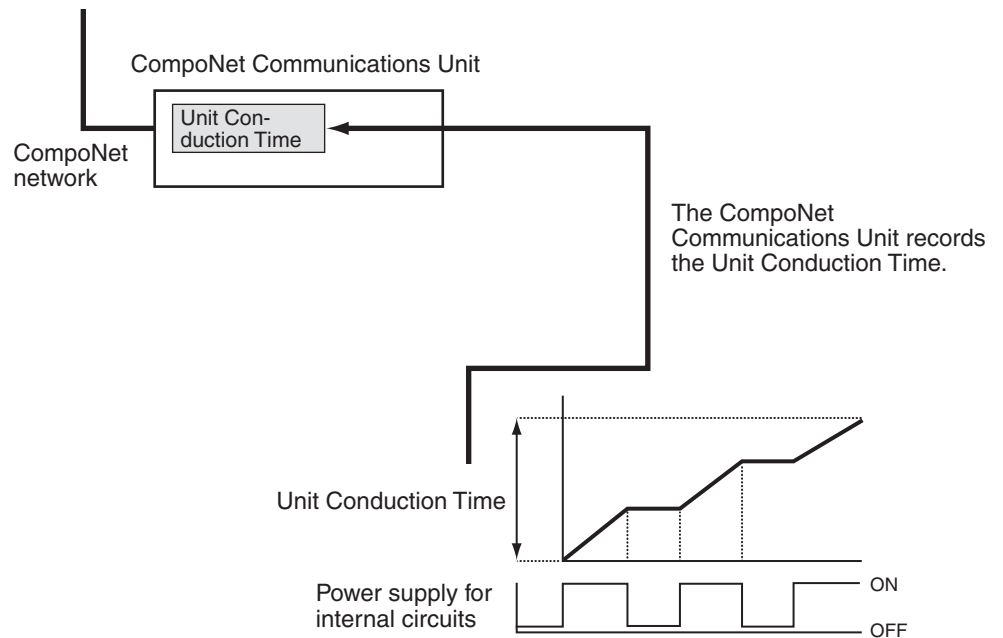 CompoNet Communications Unit
Unit Con-
duction Time
CompoNet
network
The CompoNet
Communications Unit records
the Unit Conduction Time.
Unit Conduction Time
Power supply for
internal circuits
ON
OFF